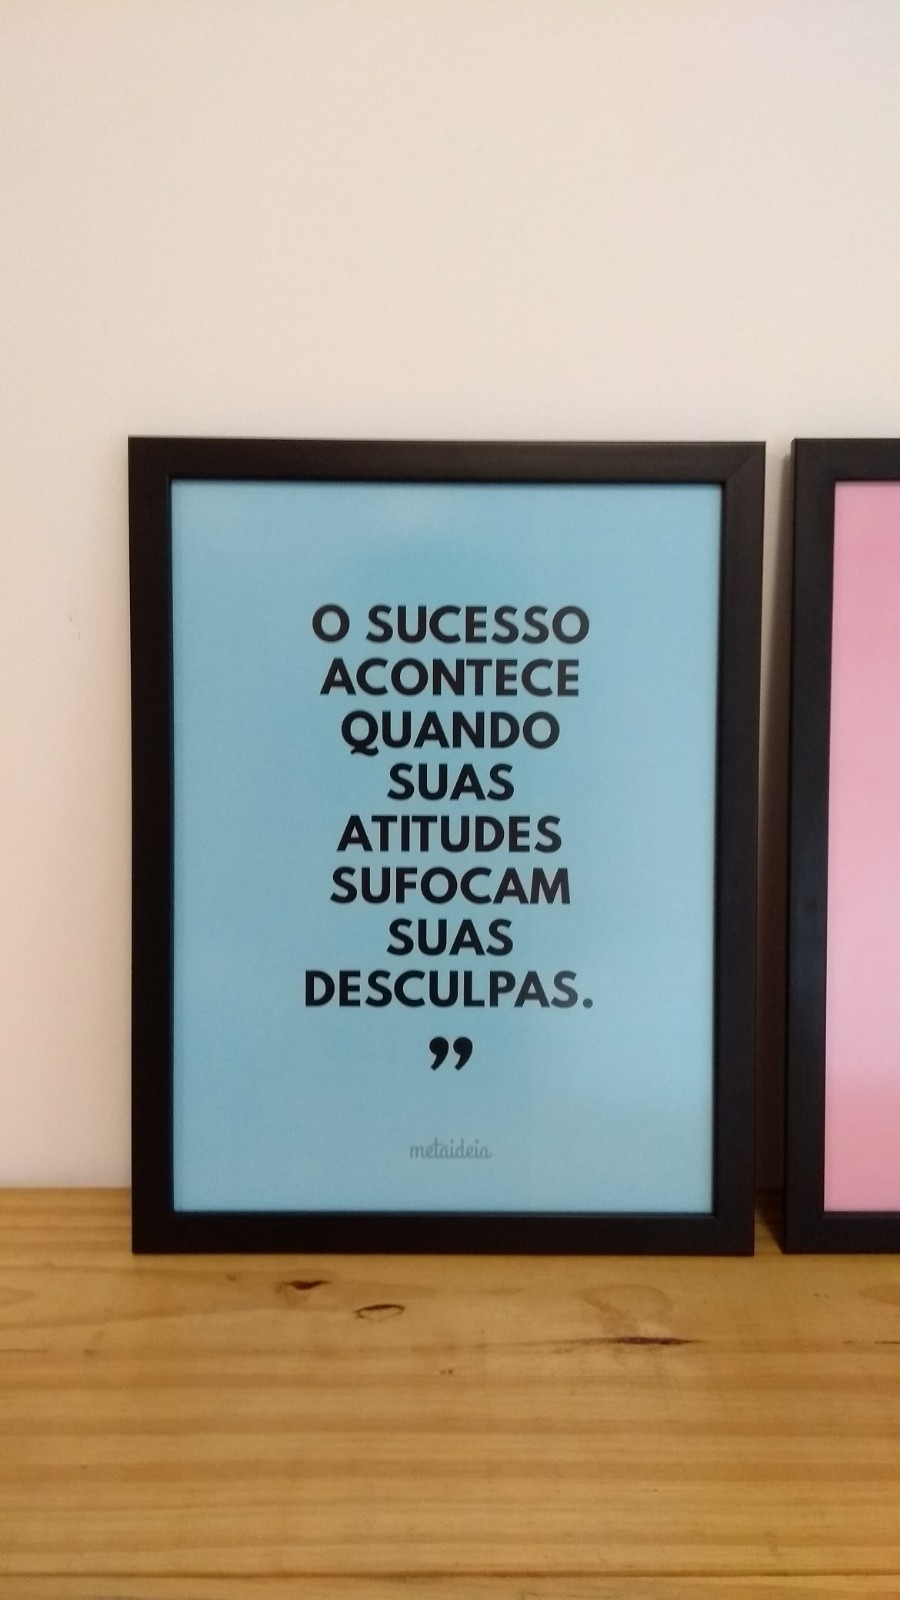 O SUCESSO
ACONTECE
QUANDO
SUAS
ATITUDES
SUFOCAM
SUAS
DESCULPAS.
”
metaideia